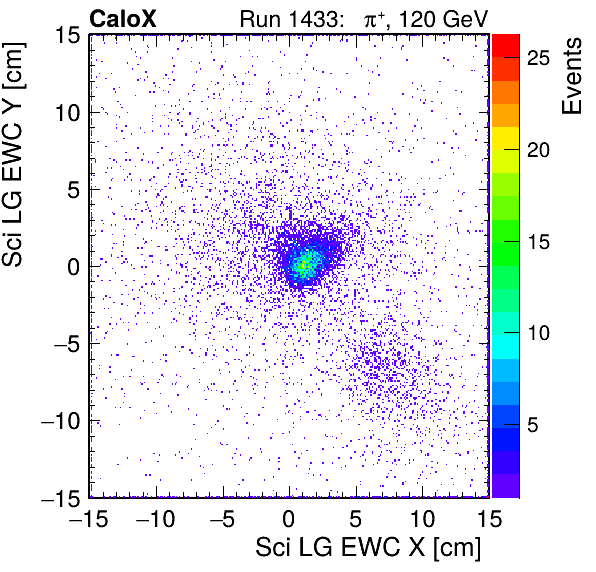 CaloX Run 1433: π⁺, 120 GeV
Sci LG EWC Y [cm]
15
10
5
0
−5
−10
−15
−15 −10 −5 0 5 10 15
Sci LG EWC X [cm]
Events
25
20
15
10
5